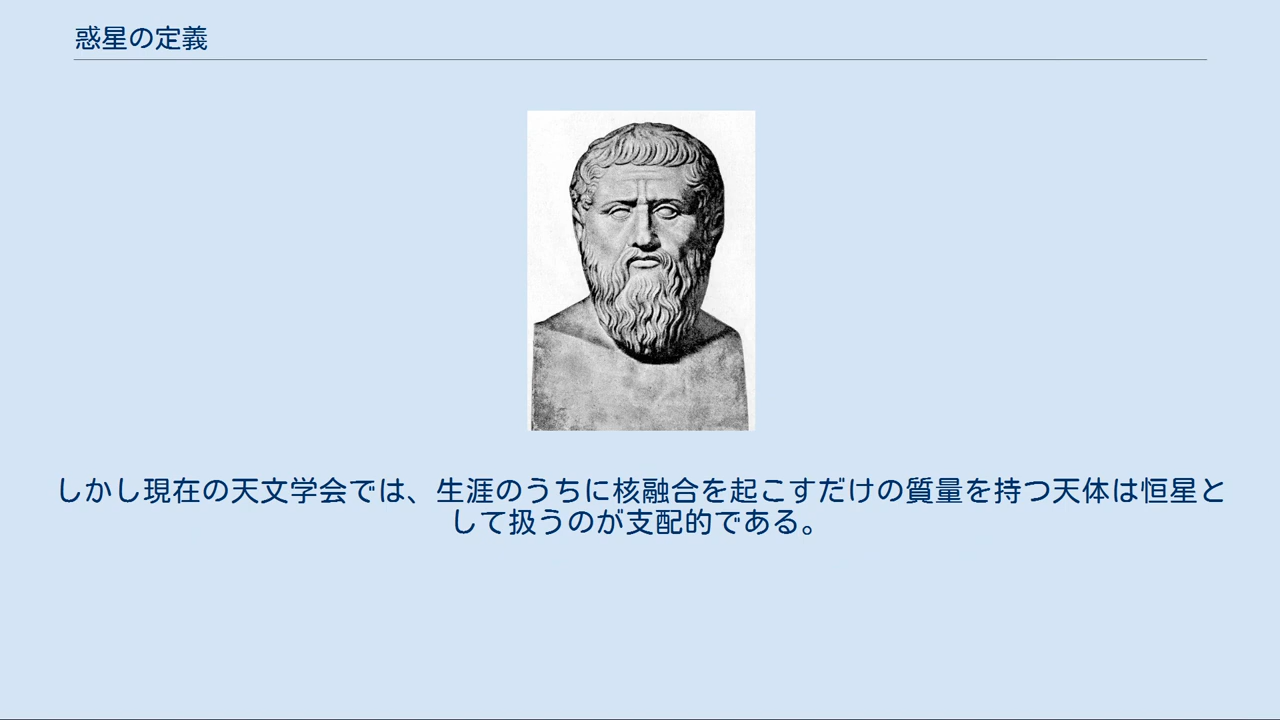 惑星の定義
しかし現在の天文学会では、生涯のうちに核融合を起こすだけの質量を持つ天体は恒星と
して扱うのが支配的である。